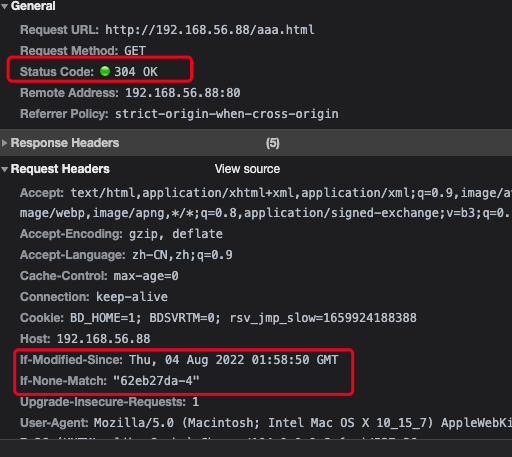 General
Request URL: http://192.168.56.88/aaa.html
Request Method: GET
Status Code: 304 OK
Remote Address: 192.168.56.88:80
Referrer Policy: strict-origin-when-cross-origin
Response Headers (5)
Request Headers View source
Accept: text/html,application/xhtml+xml,application/xml;q=0.9,image/av
mage/webp,image/apng,*/*;q=0.8,application/signed-exchange;v=b3;q=0.
Accept-Encoding: gzip, deflate
Accept-Language: zh-CN,zh;q=0.9
Cache-Control: max-age=0
Connection: keep-alive
Cookie: BD_HOME=1; BDSVRTM=0; rsv_jmp_slow=1659924188388
Host: 192.168.56.88
If-Modified-Since: Thu, 04 Aug 2022 01:58:50 GMT
If-None-Match: "62eb27da-4"
Upgrade-Insecure-Requests: 1
User-Agent: Mozilla/5.0 (Macintosh; Intel Mac OS X 10_15_7) AppleWebKi